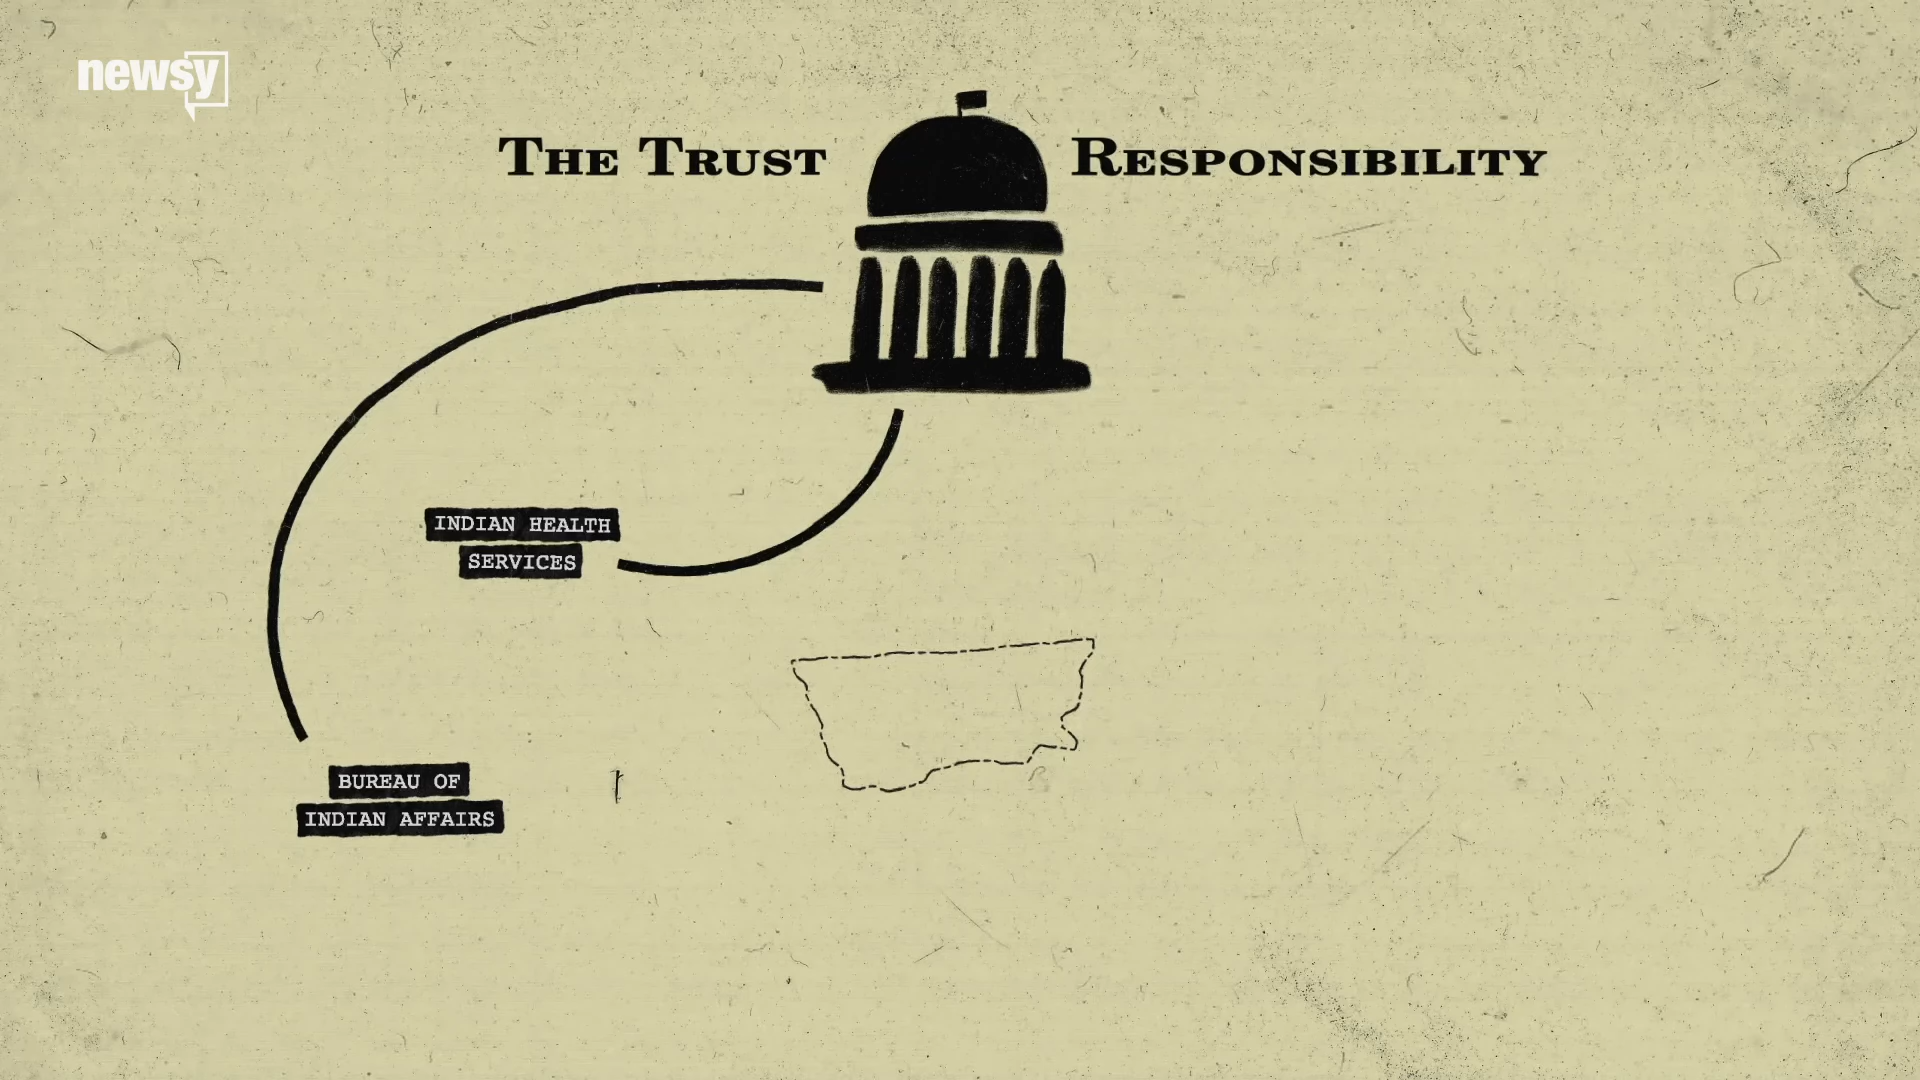 newsy
The Trust Responsibility
INDIAN HEALTH
SERVICES
BUREAU OF
INDIAN AFFAIRS